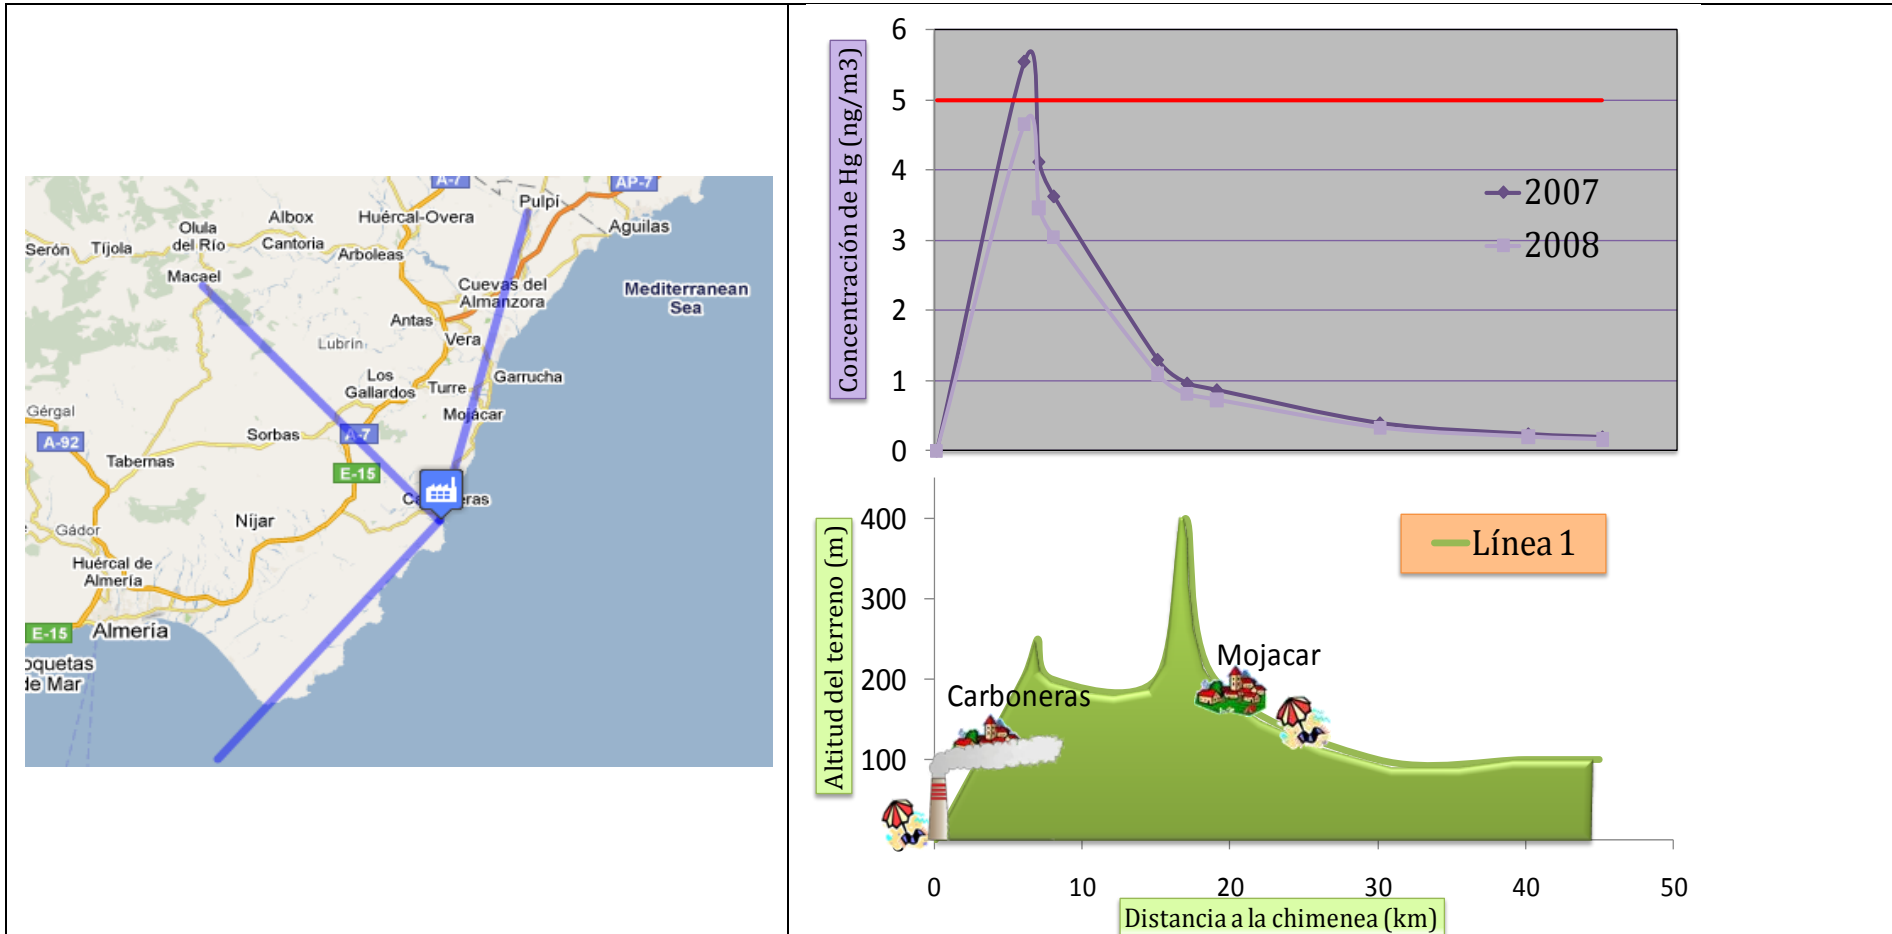 A-7
AP-7
Pulpí
Albox
Huércal-Overa
Aguilas
Olula
del Río
Serón
Tíjola
Cantoria
Arboleas
Macael
Cuevas del
Almanzora
Mediterranean
Sea
Antas
Vera
Lubrín
Los
Gallardos
Turre
Garrucha
Mojácar
Gérgal
A-92
Sorbas
A-7
Tabernas
E-15
Ca eras
Níjar
Gádor
Huércal de
Almería
E-15
Almería
oquetas
de Mar
Concentración de Hg (ng/m3)
6
5
4
3
2
1
0
2007
2008
Altitud del terreno (m)
400
300
200
100
Línea 1
Mojacar
Carboneras
0 10 20 30 40 50
Distancia a la chimenea (km)